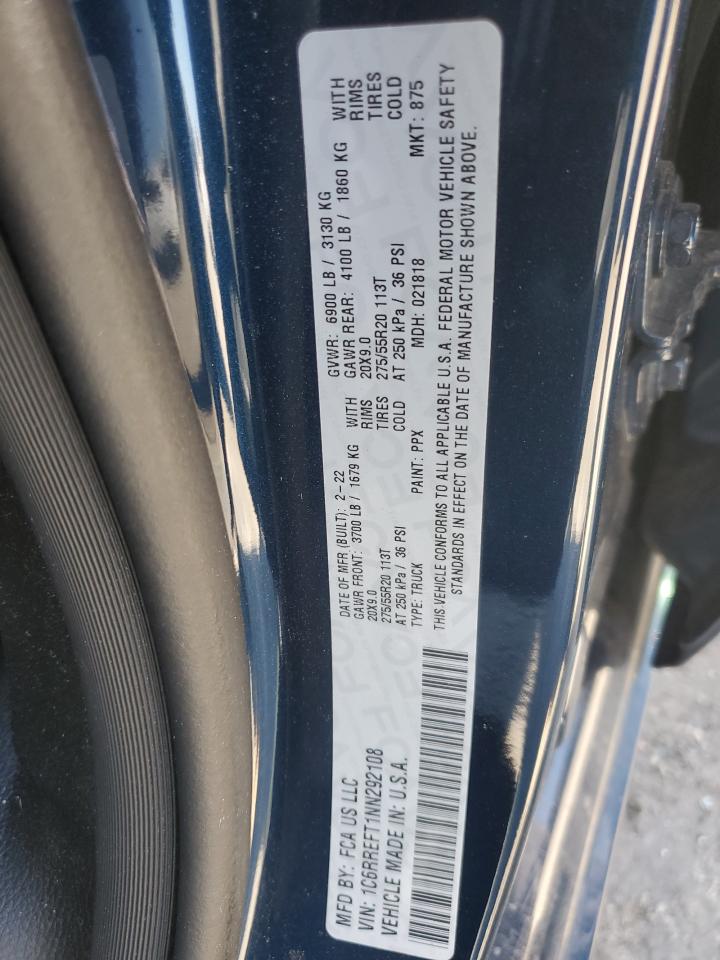 MFD BY: FCA US LLC
DATE OF MFR (BUILT): 2-22
GVWR: 6900 LB / 3130 KG
GAWR FRONT: 3700 LB / 1679 KG WITH
20X9.0 RIMS
275/55R20 113T TIRES
AT 250 kPa / 36 PSI COLD
GAWR REAR: 4100 LB / 1860 KG WITH
20X9.0 RIMS
275/55R20 113T TIRES
AT 250 kPa / 36 PSI COLD
VIN: 1C6RREFT1NN292108
TYPE: TRUCK PAINT: PPX MDH: 021818 MKT: 875
VEHICLE MADE IN: U.S.A.
THIS VEHICLE CONFORMS TO ALL APPLICABLE U.S.A. FEDERAL MOTOR VEHICLE SAFETY
STANDARDS IN EFFECT ON THE DATE OF MANUFACTURE SHOWN ABOVE.